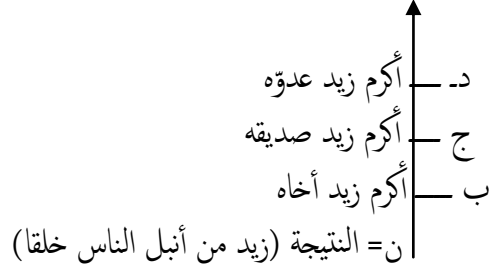 د- أكرم زيد عدوّه
ج أكرم زيد صديقه
ب أكرم زيد أخاه
ن= النتيجة (زيد من أنبل الناس خلقا)